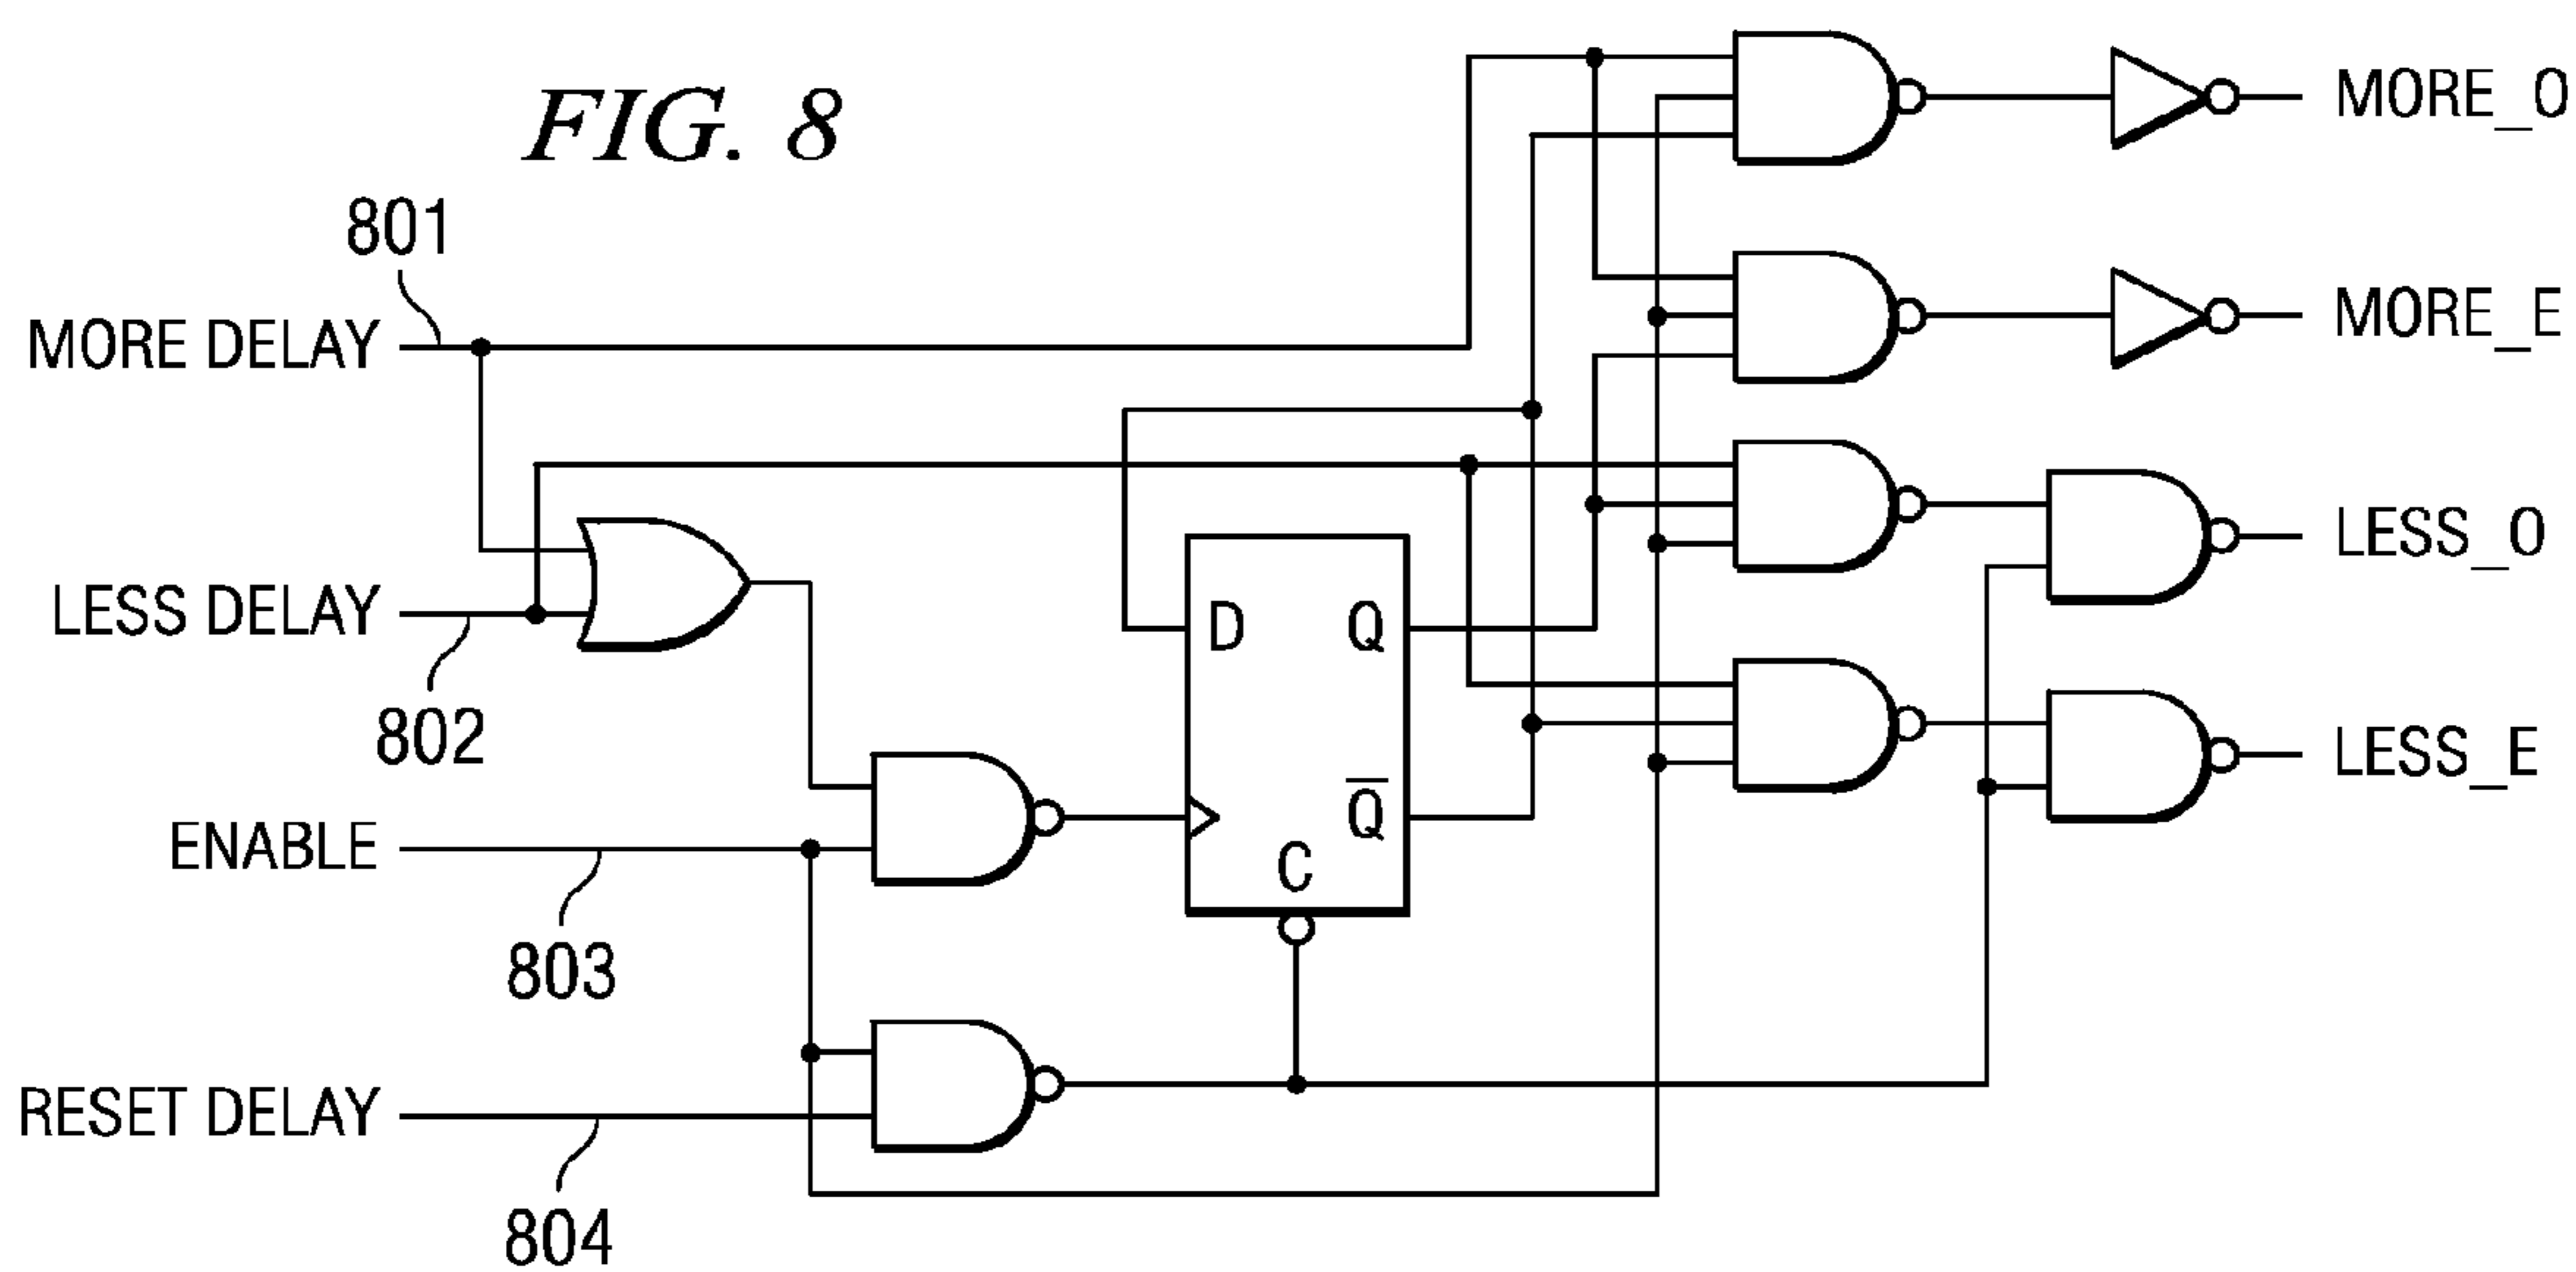 FIG. 8
801
MORE DELAY
LESS DELAY
802
ENABLE
803
RESET DELAY
804
D
Q
Q̅
C
MORE_O
MORE_E
LESS_O
LESS_E